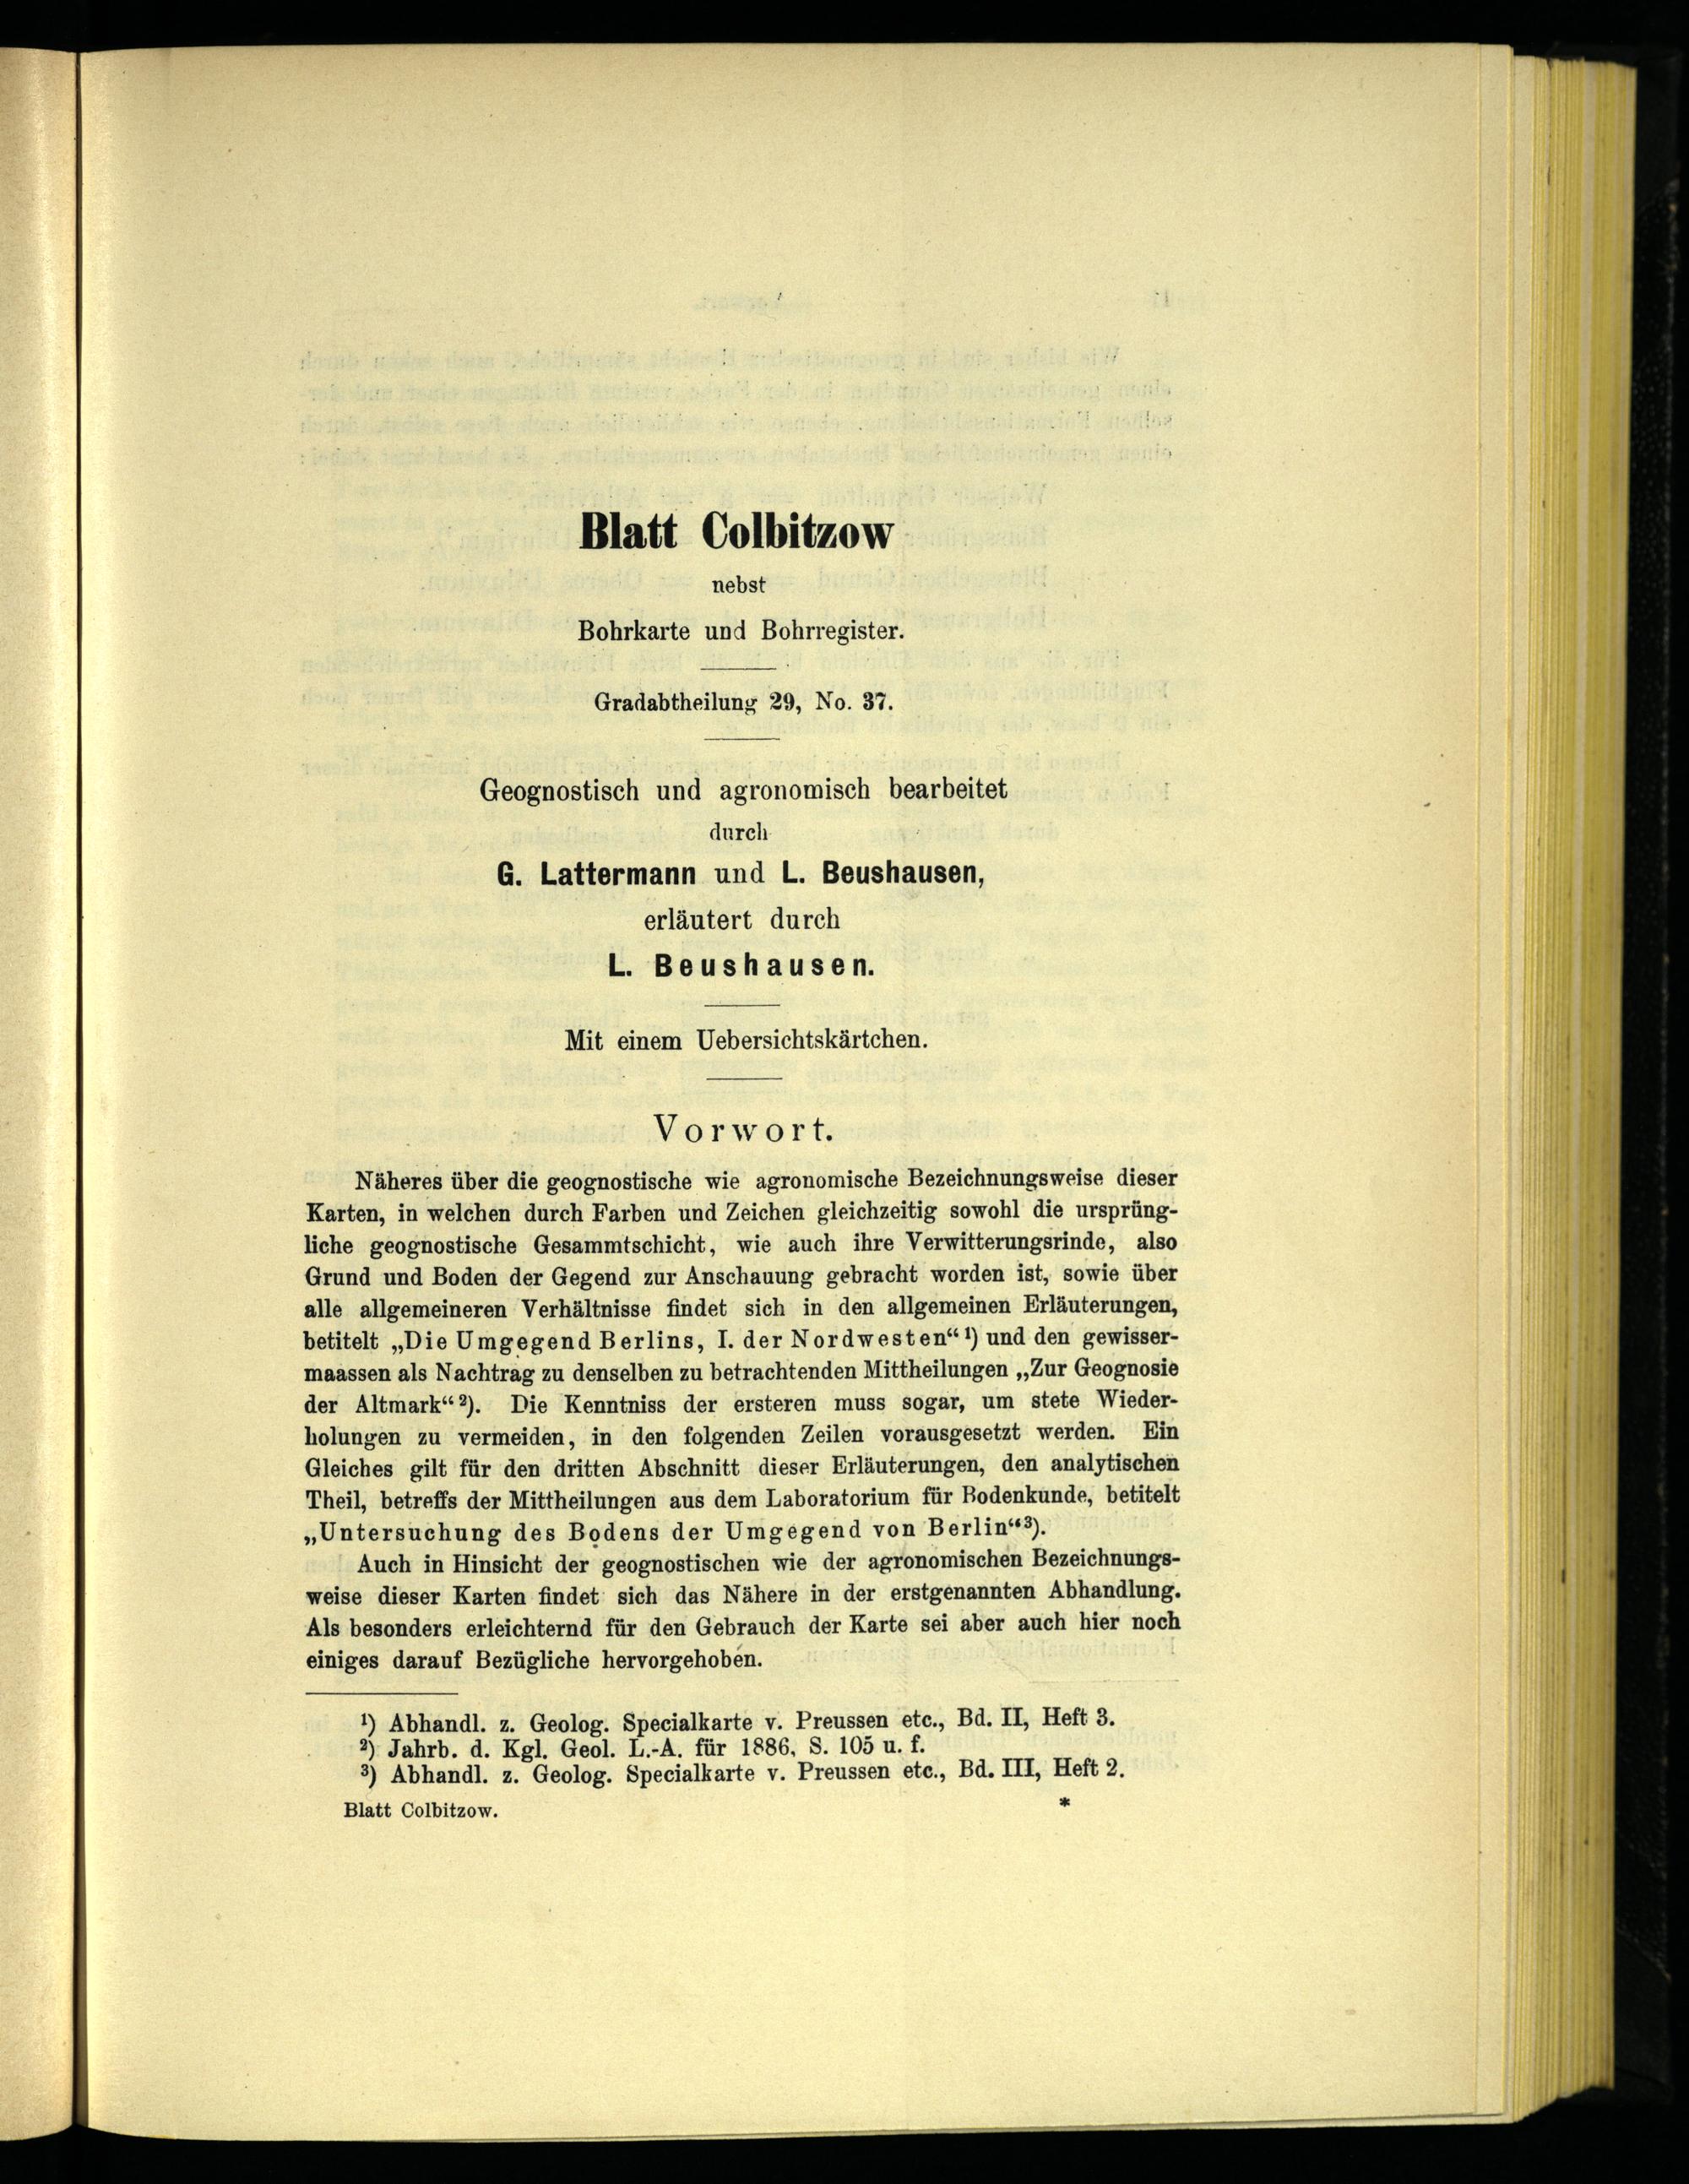 Blatt Colbitzow
nebst
Bohrkarte und Bohrregister.
Gradabtheilung 29, No. 37.
Geognostisch und agronomisch bearbeitet
durch
G. Lattermann und L. Beushausen,
erläutert durch
L. Beushausen.
Mit einem Uebersichtskärtchen.
Vorwort.
Näheres über die geognostische wie agronomische Bezeichnungsweise dieser
Karten, in welchen durch Farben und Zeichen gleichzeitig sowohl die ursprüng-
liche geognostische Gesammtschicht, wie auch ihre Verwitterungsrinde, also
Grund und Boden der Gegend zur Anschauung gebracht worden ist, sowie über
alle allgemeineren Verhältnisse findet sich in den allgemeinen Erläuterungen,
betitelt „Die Umgegend Berlins, I. der Nordwesten“ ¹) und den gewisser-
maassen als Nachtrag zu denselben zu betrachtenden Mittheilungen „Zur Geognosie
der Altmark“ ²). Die Kenntniss der ersteren muss sogar, um stete Wieder-
holungen zu vermeiden, in den folgenden Zeilen vorausgesetzt werden. Ein
Gleiches gilt für den dritten Abschnitt dieser Erläuterungen, den analytischen
Theil, betreffs der Mittheilungen aus dem Laboratorium für Bodenkunde, betitelt
„Untersuchung des Bodens der Umgegend von Berlin“³).
Auch in Hinsicht der geognostischen wie der agronomischen Bezeichnungs-
weise dieser Karten findet sich das Nähere in der erstgenannten Abhandlung.
Als besonders erleichternd für den Gebrauch der Karte sei aber auch hier noch
einiges darauf Bezügliche hervorgehoben.
¹) Abhandl. z. Geolog. Specialkarte v. Preussen etc., Bd. II, Heft 3.
²) Jahrb. d. Kgl. Geol. L.-A. für 1886, S. 105 u. f.
³) Abhandl. z. Geolog. Specialkarte v. Preussen etc., Bd. III, Heft 2.
Blatt Colbitzow. *